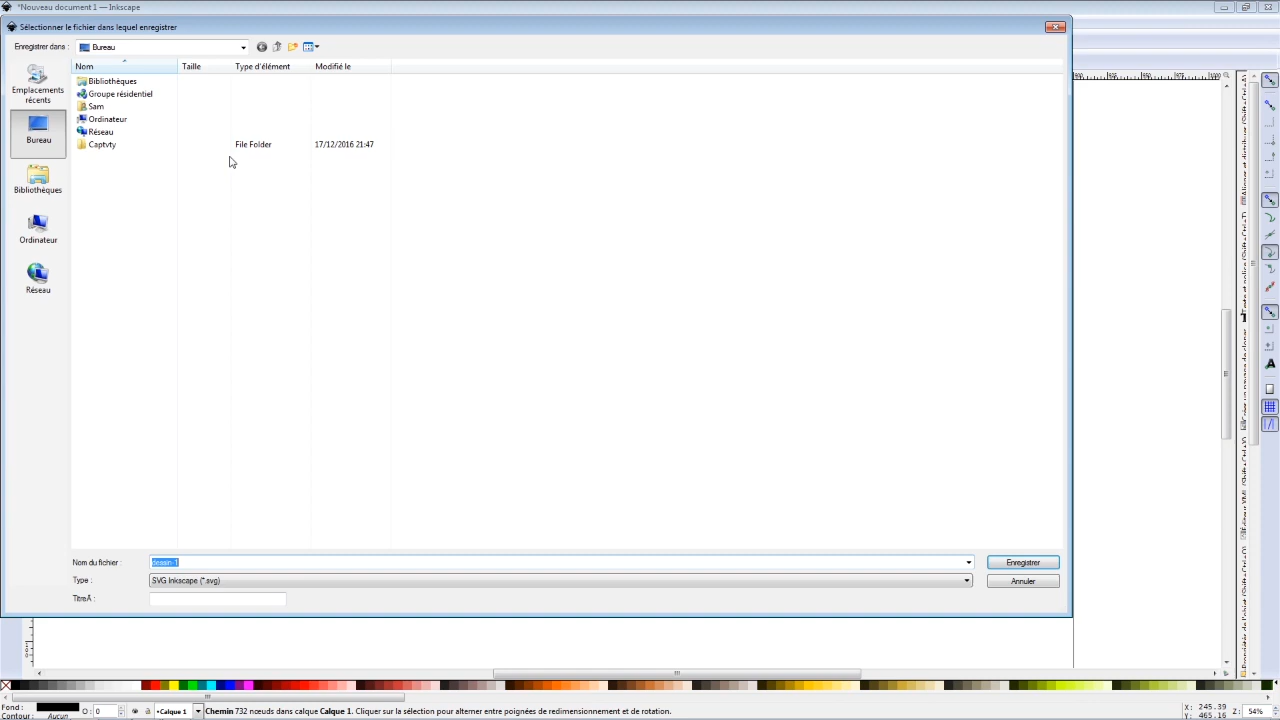 *Nouveau document 1 — Inkscape
Sélectionner le fichier dans lequel enregistrer
Enregistrer dans :
Bureau
Nom
Taille
Type d'élément
Modifié le
Emplacements
récents
Bureau
Bibliothèques
Ordinateur
Réseau
Bibliothèques
Groupe résidentiel
Sam
Ordinateur
Réseau
Captvty
File Folder
17/12/2016 21:47
Nom du fichier :
dessin-1
Enregistrer
Type :
SVG Inkscape (*.svg)
Annuler
TitreÂ :
Fond :
Contour :
Aucun
O:
0
Calque 1
Chemin 732 nœuds dans calque Calque 1. Cliquer sur la sélection pour alterner entre poignées de redimensionnement et de rotation.
X: 245.39
Y: 465.16
Z: 54%